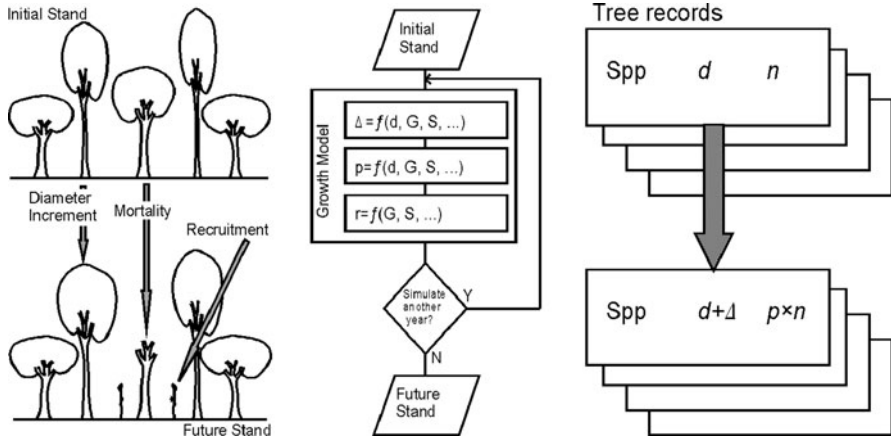 Initial Stand
Diameter
Increment
Mortality
Recruitment
Future Stand
Initial
Stand
Growth Model
Δ=f(d, G, S, ...)
p=f(d, G, S, ...)
r=f(G, S, ...)
Simulate
another
year?
Y
N
Future
Stand
Tree records
Spp d n
Spp d+Δ p×n